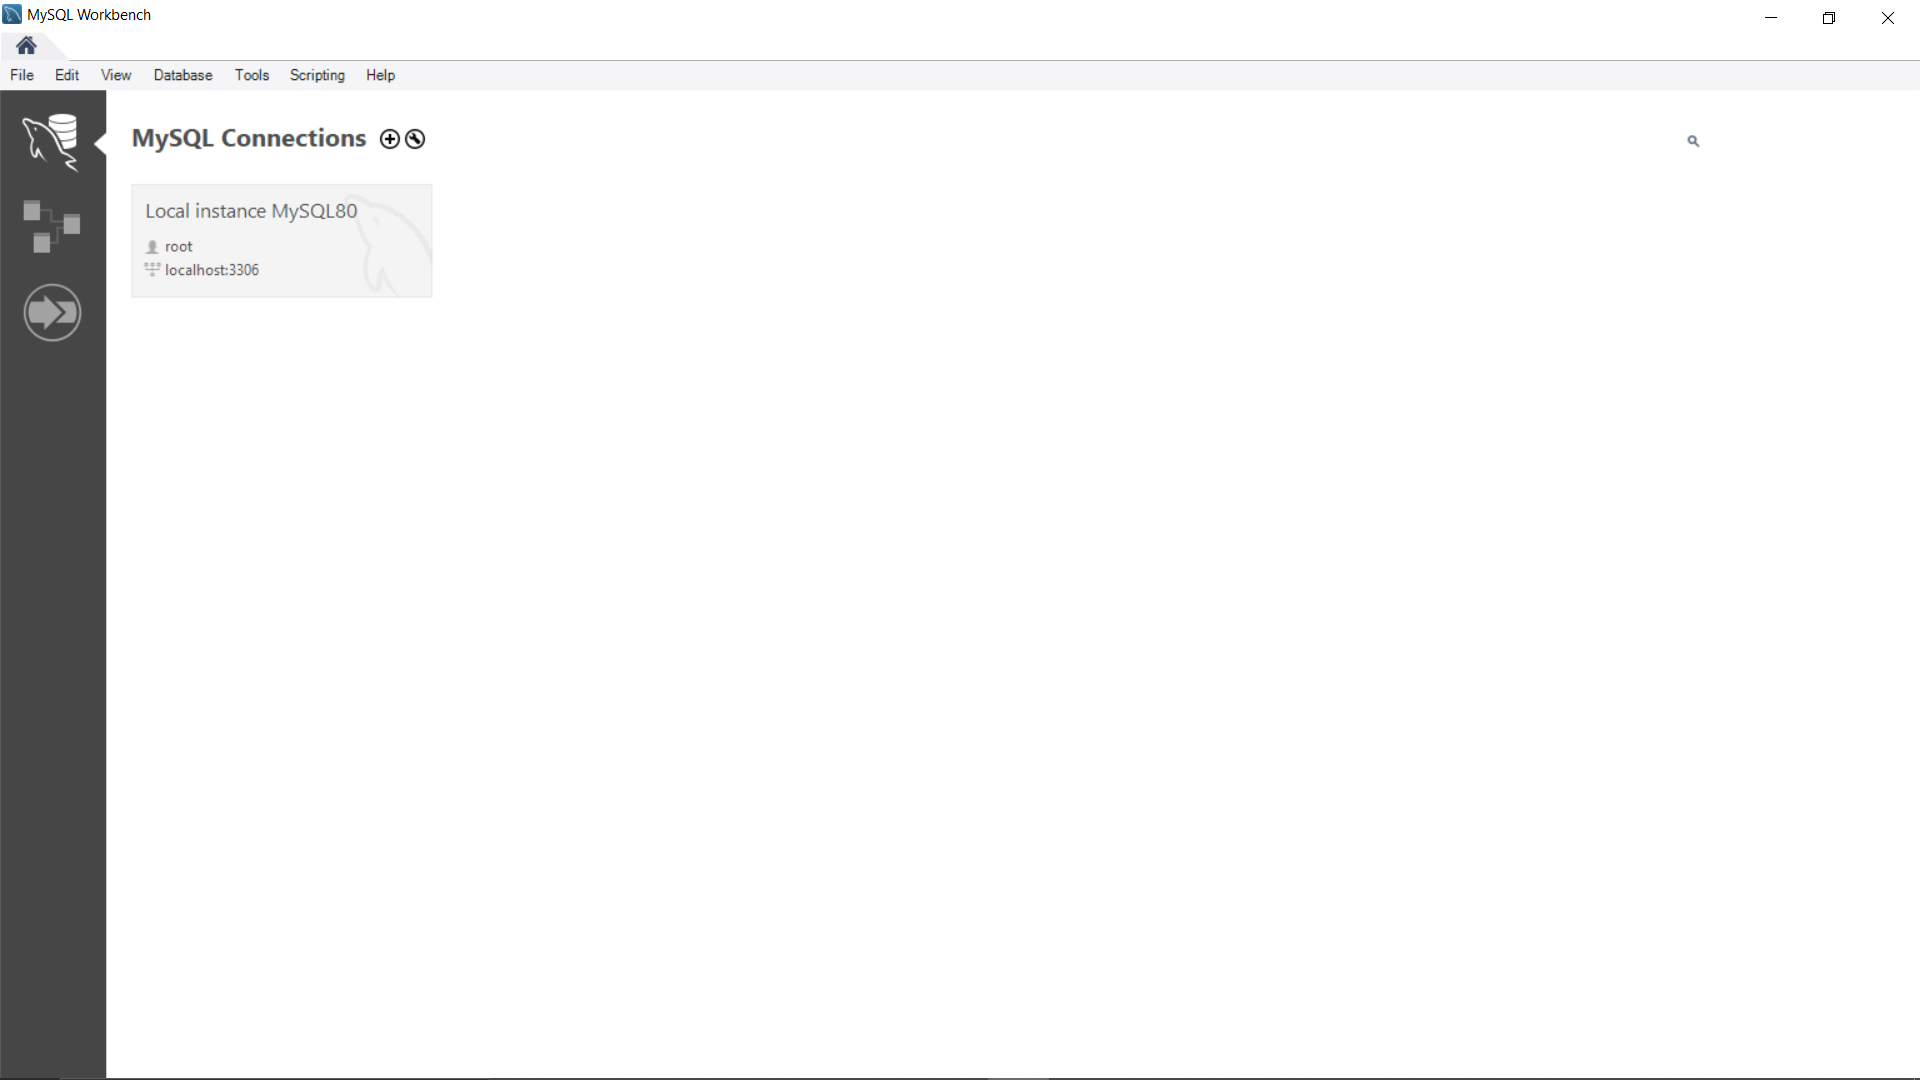 MySQL Workbench
File Edit View Database Tools Scripting Help
MySQL Connections
Local instance MySQL80
root
localhost:3306